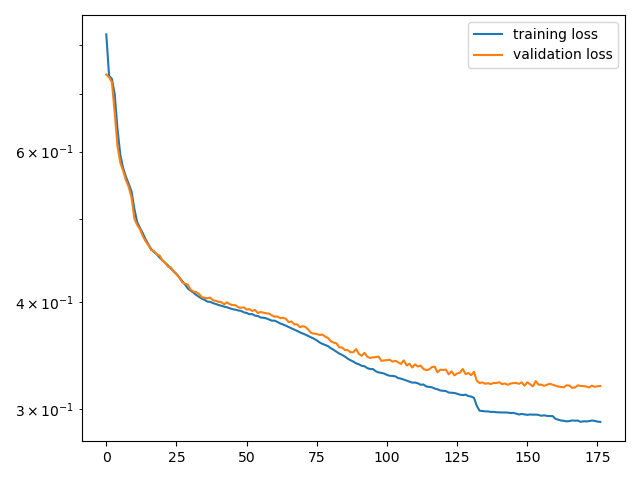 training loss
validation loss
6 × 10⁻¹
4 × 10⁻¹
3 × 10⁻¹
0 25 50 75 100 125 150 175